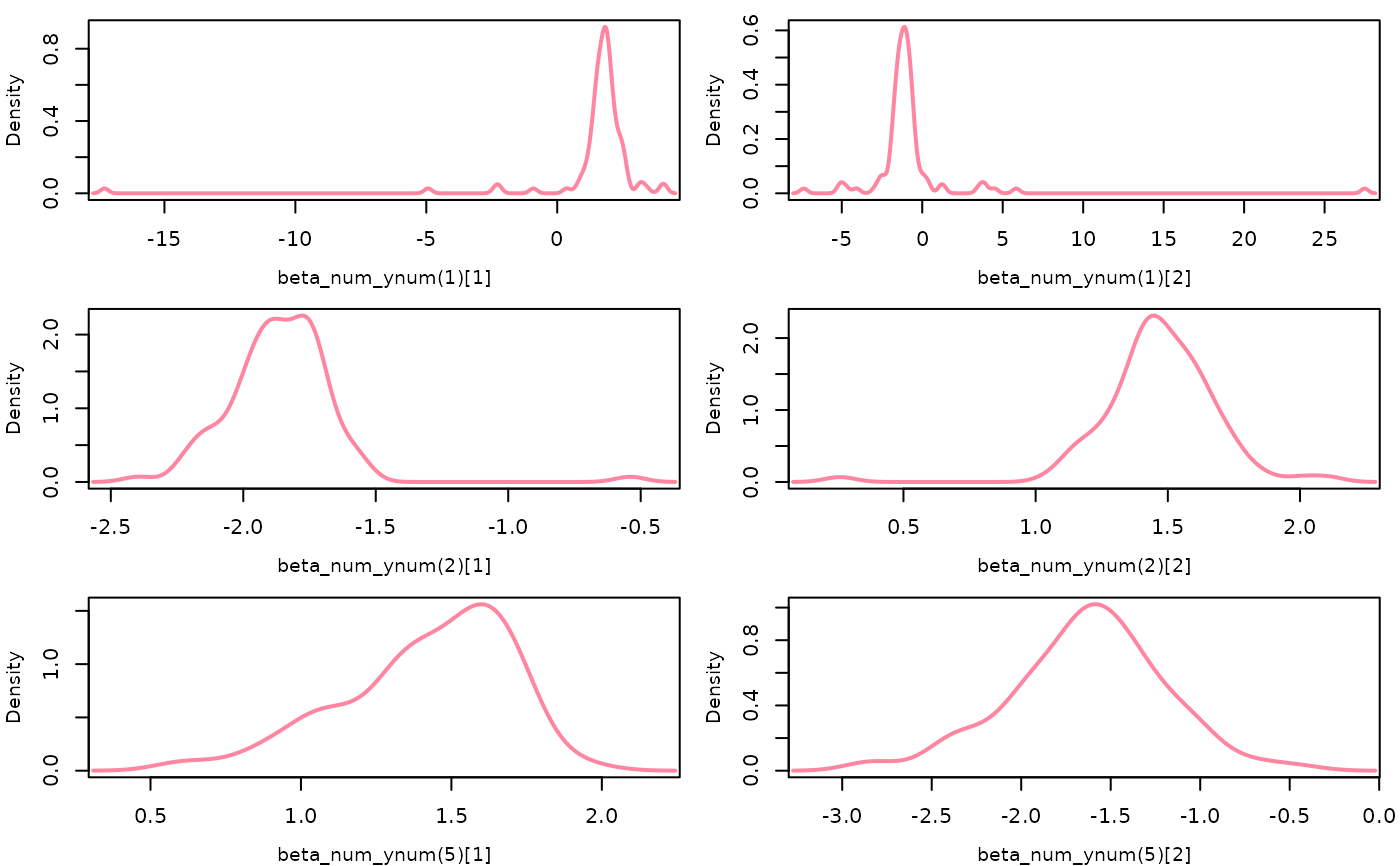 Density
0.0 0.4 0.8
-15 -10 -5 0
beta_num_ynum(1)[1]
Density
0.0 0.2 0.4 0.6
-5 0 5 10 15 20 25
beta_num_ynum(1)[2]
Density
0.0 1.0 2.0
-2.5 -2.0 -1.5 -1.0 -0.5
beta_num_ynum(2)[1]
Density
0.0 1.0 2.0
0.5 1.0 1.5 2.0
beta_num_ynum(2)[2]
Density
0.0 1.0
0.5 1.0 1.5 2.0
beta_num_ynum(5)[1]
Density
0.0 0.4 0.8
-3.0 -2.5 -2.0 -1.5 -1.0 -0.5 0.0
beta_num_ynum(5)[2]